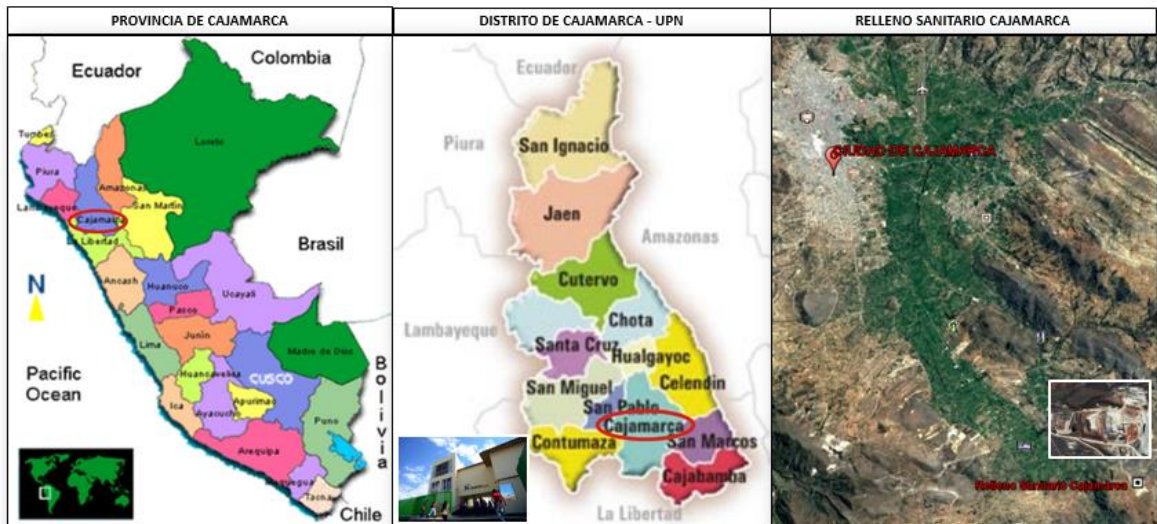 PROVINCIA DE CAJAMARCA
DISTRITO DE CAJAMARCA - UPN
RELLENO SANITARIO CAJAMARCA
Ecuador
Colombia
Tumbes
Loreto
Piura
Amazonas
Lambayeque
San Martin
Cajamarca
La Libertad
Brasil
Ancash
Huanuco
N
Ucayali
Pasco
Lima
Junin
Madre de Dios
Pacific
Ocean
Huancavelica
CUSCO
Ica
Ayacucho
Apurimac
Puno
Bolivia
Arequipa
Tacna
Chile
Ecuador
Piura
San Ignacio
Jaen
Amazonas
Cutervo
Lambayeque
Chota
Santa Cruz
Hualgayoc
San Miguel
Celendin
San Pablo
Cajamarca
Contumaza
San Marcos
Cajabamba
La Libertad
CIUDAD DE CAJAMARCA
Relleno Sanitario Cajamarca